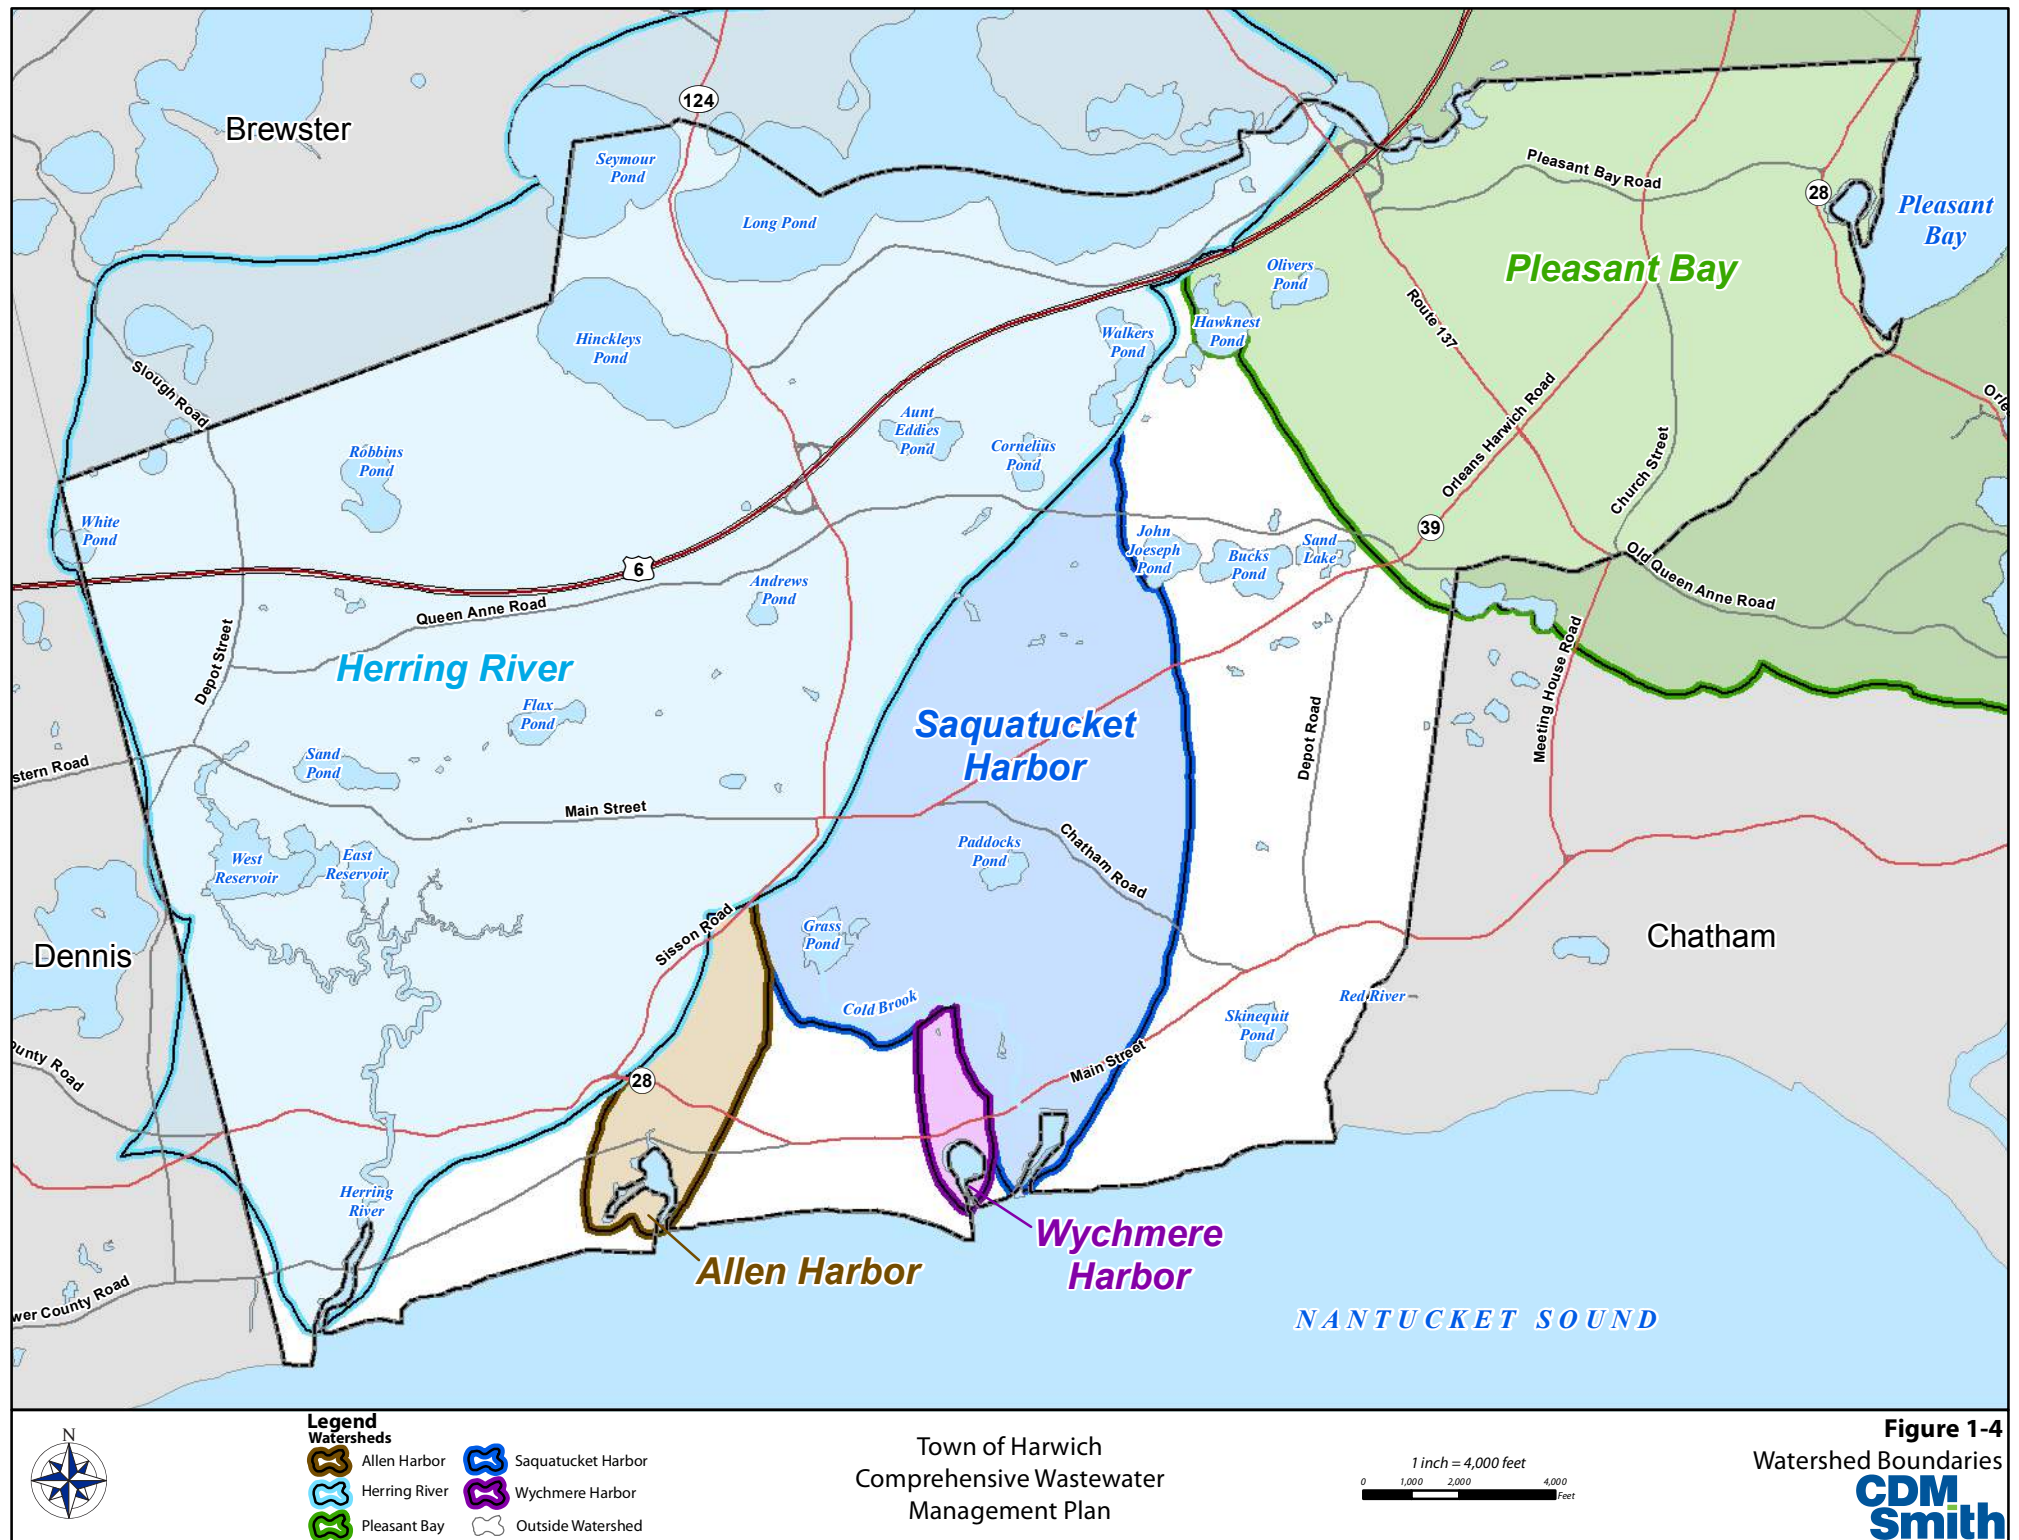 Brewster
124
Seymour
Pond
Long Pond
Pleasant Bay Road
28
Pleasant
Bay
Pleasant Bay
Olivers
Pond
Hawknest
Pond
Walkers
Pond
Route 137
Hinckleys
Pond
Slough Road
Aunt
Eddies
Pond
Cornelius
Pond
Robbins
Pond
Orleans Harwich Road
Church Street
Orle
White
Pond
39
John
Joeseph
Pond
Bucks
Pond
Sand
Lake
Old Queen Anne Road
6
Andrews
Pond
Queen Anne Road
Depot Street
Herring River
Meeting House Road
Flax
Pond
Saquatucket
Harbor
Depot Road
Sand
Pond
stern Road
Main Street
West
Reservoir
East
Reservoir
Paddocks
Pond
Chatham Road
Sisson Road
Grass
Pond
Dennis
Chatham
Cold Brook
Red River
Skinequit
Pond
ounty Road
28
Main Street
Herring
River
Wychmere
Harbor
Allen Harbor
wer County Road
NANTUCKET SOUND
N
Legend
Watersheds
Allen Harbor
Herring River
Pleasant Bay
Saquatucket Harbor
Wychmere Harbor
Outside Watershed
Town of Harwich
Comprehensive Wastewater
Management Plan
1 inch = 4,000 feet
0 1,000 2,000 4,000
Feet
Figure 1-4
Watershed Boundaries
CDM
Smith